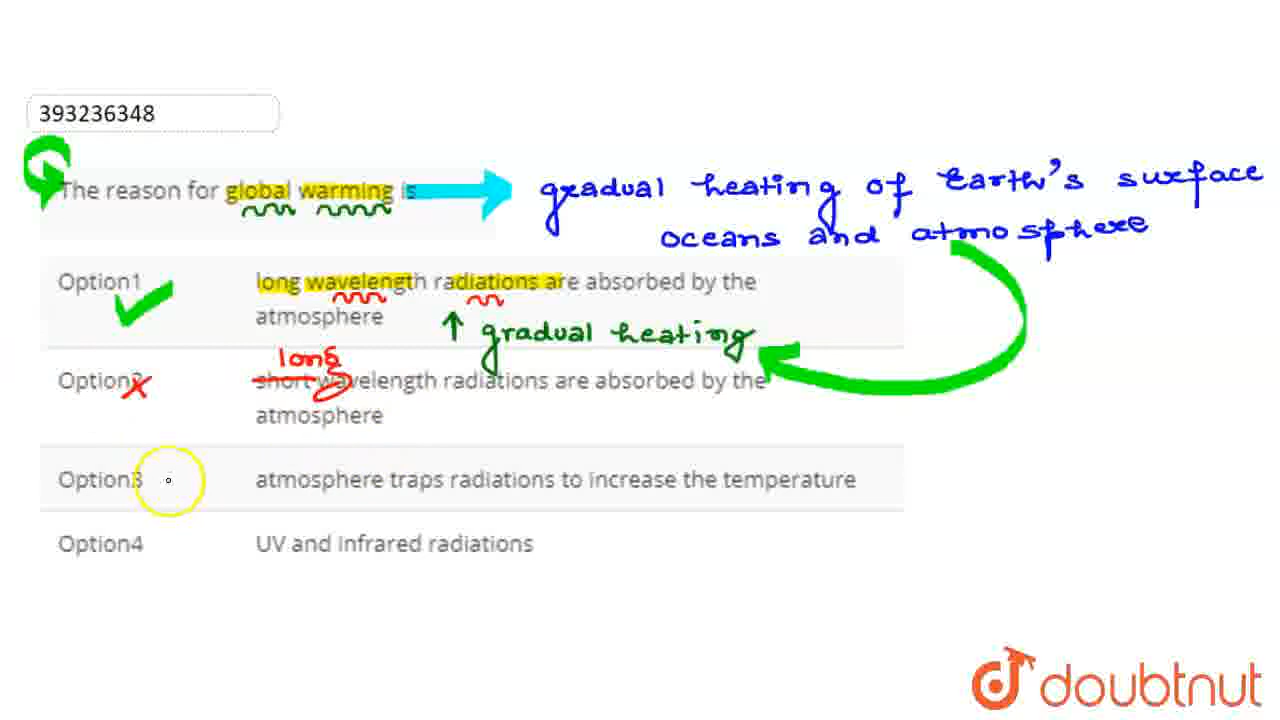 393236348
The reason for global warming is
gradual heating of Earth's surface
oceans and atmosphere
Option1 long wavelength radiations are absorbed by the
atmosphere
↑ gradual heating
long
Option2 short wavelength radiations are absorbed by the
atmosphere
Option3 atmosphere traps radiations to increase the temperature
Option4 UV and infrared radiations
doubtnut